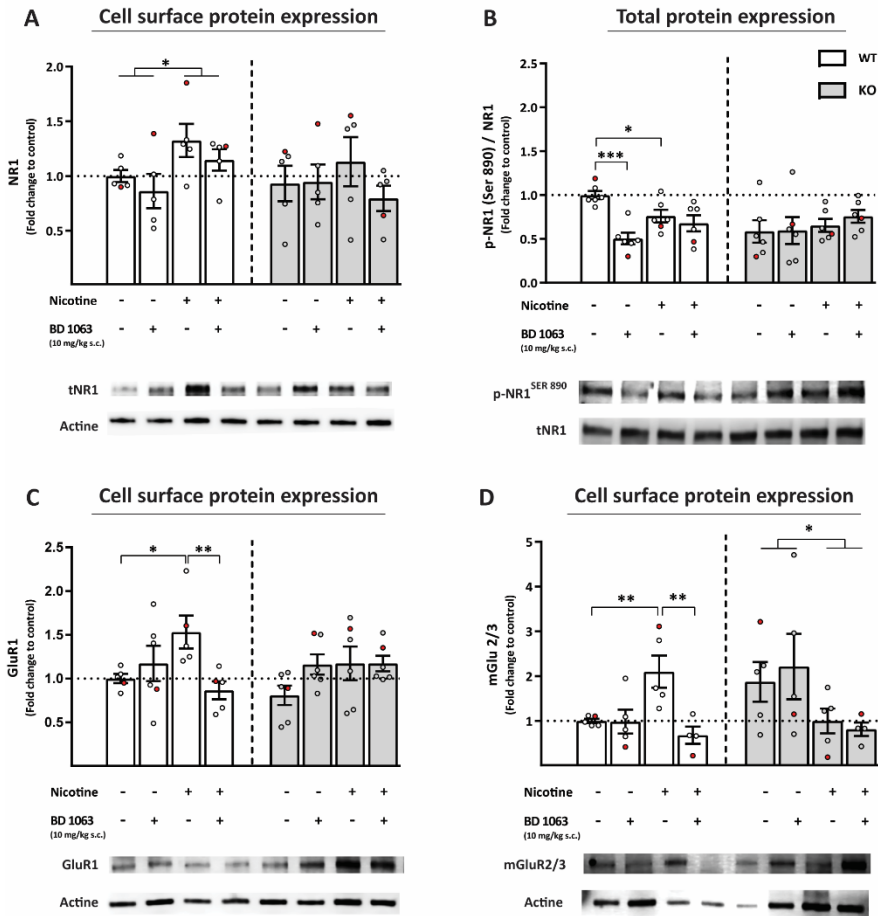 A Cell surface protein expression
*
NR1
(Fold change to control)
2.0
1.5
1.0
0.5
Nicotine - - + + - - + +
BD 1063 - + - + - + - +
(10 mg/kg s.c.)
tNR1
Actine
B Total protein expression
WT
KO
*
***
p-NR1 (Ser 890) / NR1
(Fold change to control)
2.5
2.0
1.5
1.0
0.5
0.0
Nicotine - - + + - - + +
BD 1063 - + - + - + - +
(10 mg/kg s.c.)
p-NR1SER 890
tNR1
C Cell surface protein expression
* **
GluR1
(Fold change to control)
2.5
2.0
1.5
1.0
0.5
Nicotine - - + + - - + +
BD 1063 - + - + - + - +
(10 mg/kg s.c.)
GluR1
Actine
D Cell surface protein expression
*
** **
mGlu 2/3
(Fold change to control)
5
4
3
2
1
Nicotine - - + + - - + +
BD 1063 - + - + - + - +
(10 mg/kg s.c.)
mGluR2/3
Actine